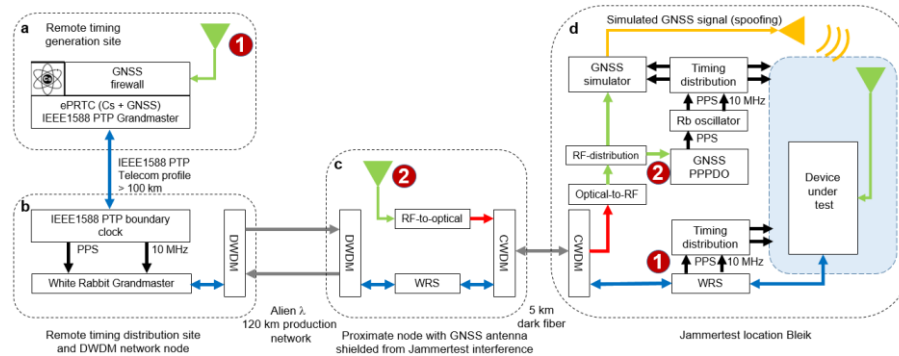 a
Remote timing
generation site
1
GNSS
firewall
Cs
ePRTC (Cs + GNSS)
IEEE1588 PTP Grandmaster
IEEE1588 PTP
Telecom profile
> 100 km
b
IEEE1588 PTP boundary
clock
PPS
10 MHz
White Rabbit Grandmaster
DWDM
Remote timing distribution site
and DWDM network node
Alien λ
120 km production
network
c
2
RF-to-optical
DWDM
WRS
CWDM
Proximate node with GNSS antenna
shielded from Jammertest interference
5 km
dark fiber
Simulated GNSS signal (spoofing)
d
GNSS
simulator
Timing
distribution
PPS
10 MHz
Rb oscillator
PPS
RF-distribution
2
GNSS
PPPDO
Optical-to-RF
CWDM
Timing
distribution
1
PPS
10 MHz
WRS
Device
under
test
Jammertest location Bleik